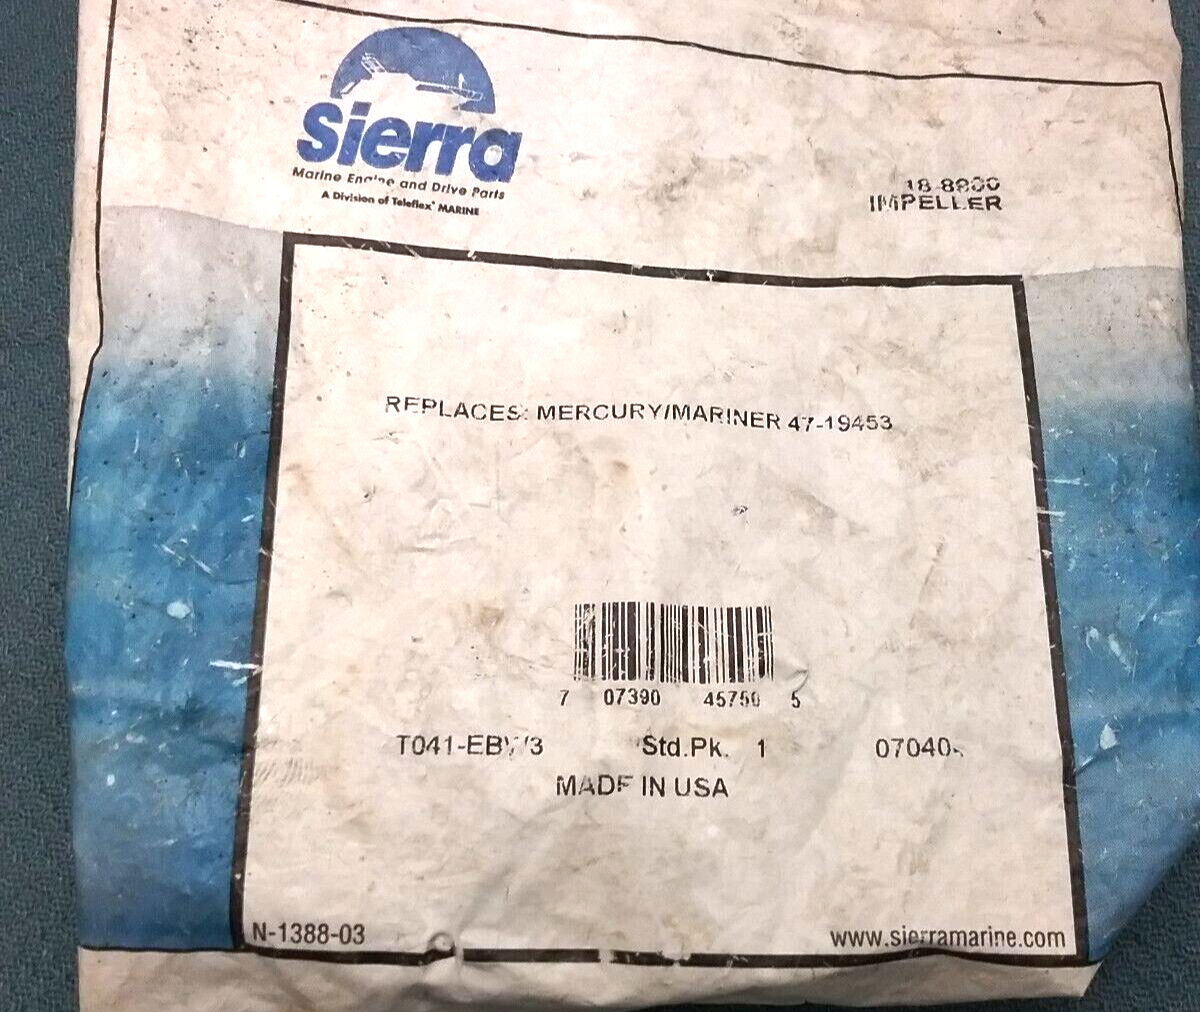 Sierra
Marine Engine and Drive Parts
A Division of Teleflex® MARINE
18-8900
IMPELLER
REPLACES: MERCURY/MARINER 47-19453
7 07390 45750 5
Std.Pk. 1
MADE IN USA
N-1388-03
www.sierramarine.com